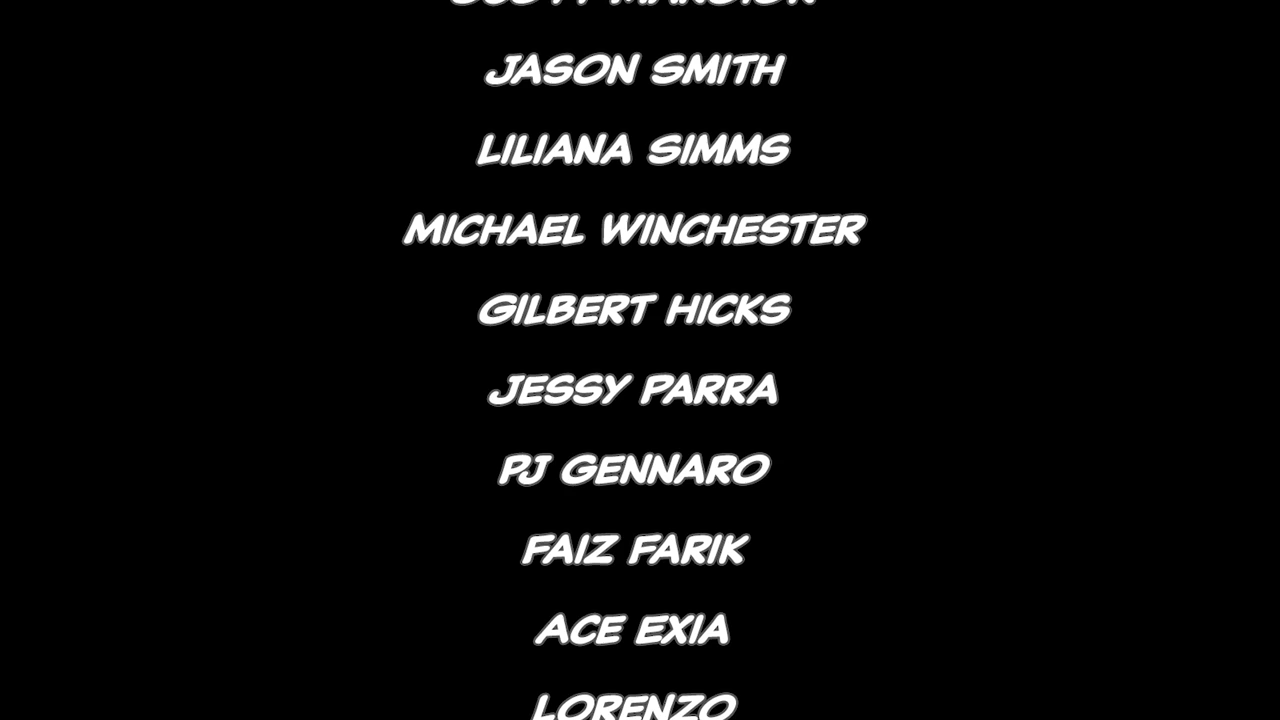 JASON SMITH
LILIANA SIMMS
MICHAEL WINCHESTER
GILBERT HICKS
JESSY PARRA
PJ GENNARO
FAIZ FARIK
ACE EXIA
LORENZO